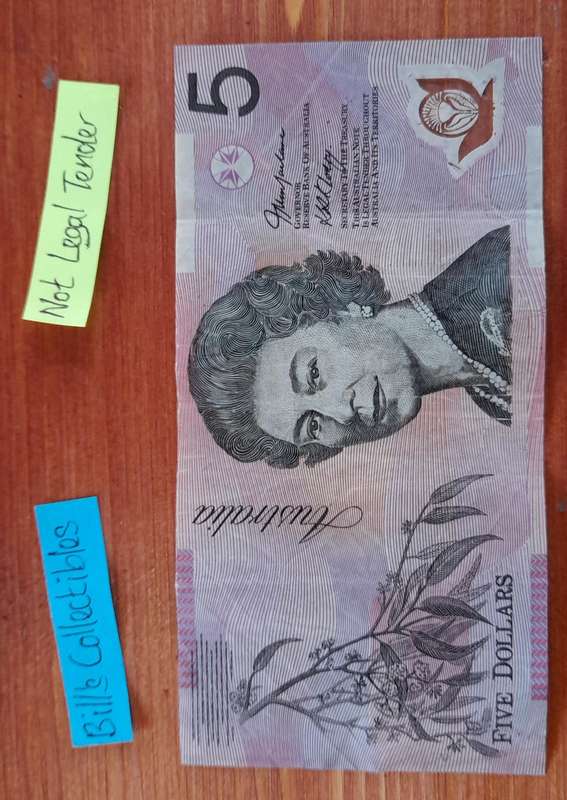 Bill's Collectibles
Not Legal Tender
5
Australia
GOVERNOR
RESERVE BANK OF AUSTRALIA
SECRETARY TO THE TREASURY
THIS AUSTRALIAN NOTE
IS LEGAL TENDER THROUGHOUT
AUSTRALIA AND ITS TERRITORIES
FIVE DOLLARS